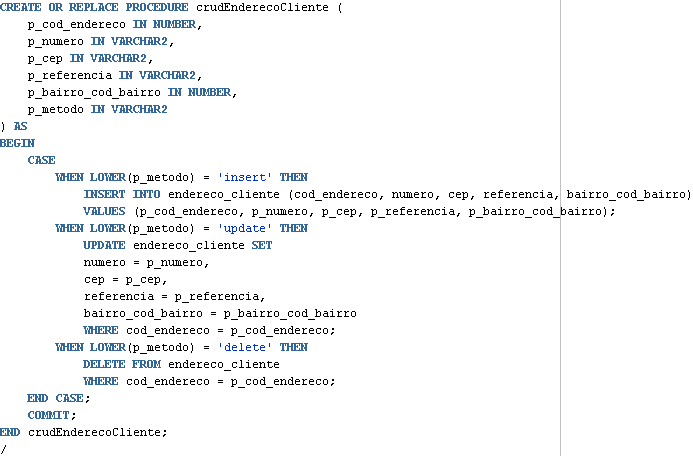 CREATE OR REPLACE PROCEDURE crudEnderecoCliente (
    p_cod_endereco IN NUMBER,
    p_numero IN VARCHAR2,
    p_cep IN VARCHAR2,
    p_referencia IN VARCHAR2,
    p_bairro_cod_bairro IN NUMBER,
    p_metodo IN VARCHAR2
) AS
BEGIN
    CASE
        WHEN LOWER(p_metodo) = 'insert' THEN
            INSERT INTO endereco_cliente (cod_endereco, numero, cep, referencia, bairro_cod_bairro)
            VALUES (p_cod_endereco, p_numero, p_cep, p_referencia, p_bairro_cod_bairro);
        WHEN LOWER(p_metodo) = 'update' THEN
            UPDATE endereco_cliente SET
            numero = p_numero,
            cep = p_cep,
            referencia = p_referencia,
            bairro_cod_bairro = p_bairro_cod_bairro
            WHERE cod_endereco = p_cod_endereco;
        WHEN LOWER(p_metodo) = 'delete' THEN
            DELETE FROM endereco_cliente
            WHERE cod_endereco = p_cod_endereco;
    END CASE;
    COMMIT;
END crudEnderecoCliente;
/